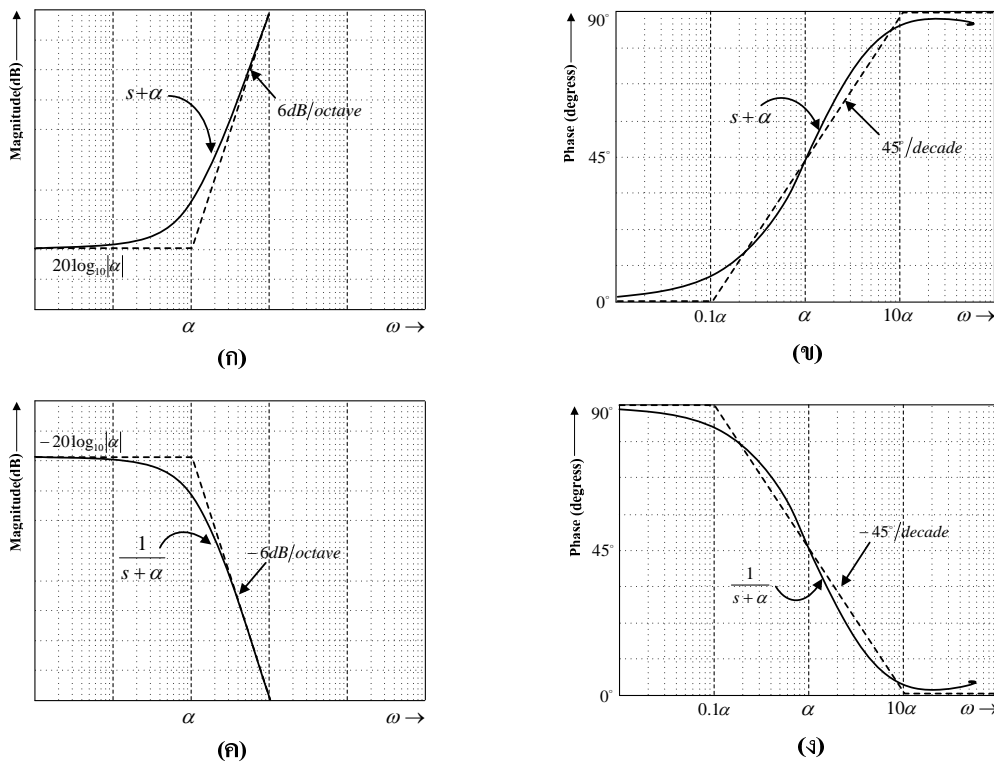 Magnitude(dB)
s+α
6dB/octave
20log₁₀|α|
α
ω→
(ก)
Phase (degress)
90°
s+α
45°/decade
45°
0°
0.1α
α
10α
ω→
(ข)
Magnitude(dB)
−20log₁₀|α|
1
s+α
−6dB/octave
α
ω→
(ค)
Phase (degress)
90°
45°
−45°/decade
1
s+α
0°
0.1α
α
10α
ω→
(ง)